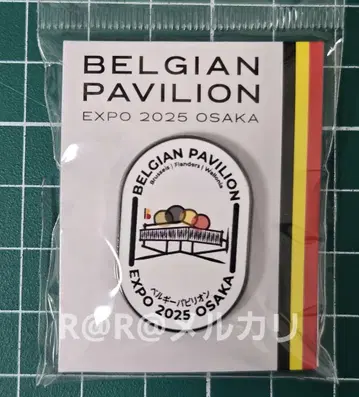 BELGIAN
PAVILION
EXPO 2025 OSAKA
BELGIAN PAVILION
Brussels | Flanders | Wallonia
ベルギーパビリオン
EXPO 2025 OSAKA
R@R@メルカリ